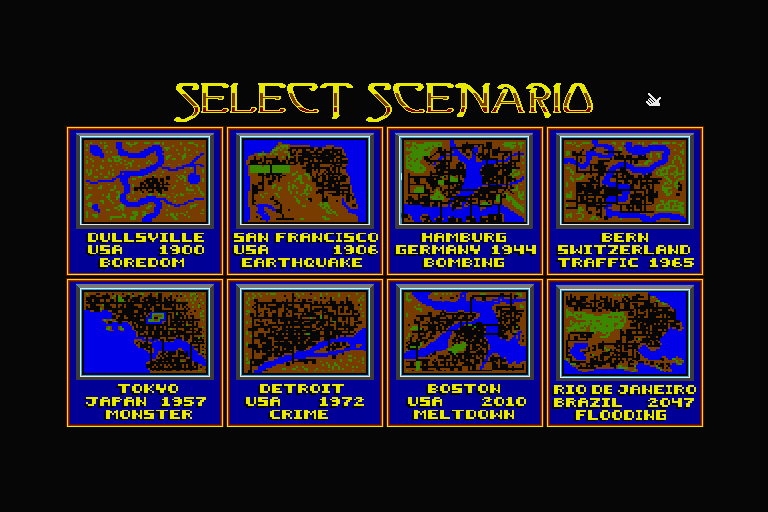 SELECT SCENARIO
DULLSVILLE
USA 1900
BOREDOM
SAN FRANCISCO
USA 1906
EARTHQUAKE
HAMBURG
GERMANY 1944
BOMBING
BERN
SWITZERLAND
TRAFFIC 1965
TOKYO
JAPAN 1957
MONSTER
DETROIT
USA 1972
CRIME
BOSTON
USA 2010
MELTDOWN
RIO DE JANEIRO
BRAZIL 2047
FLOODING